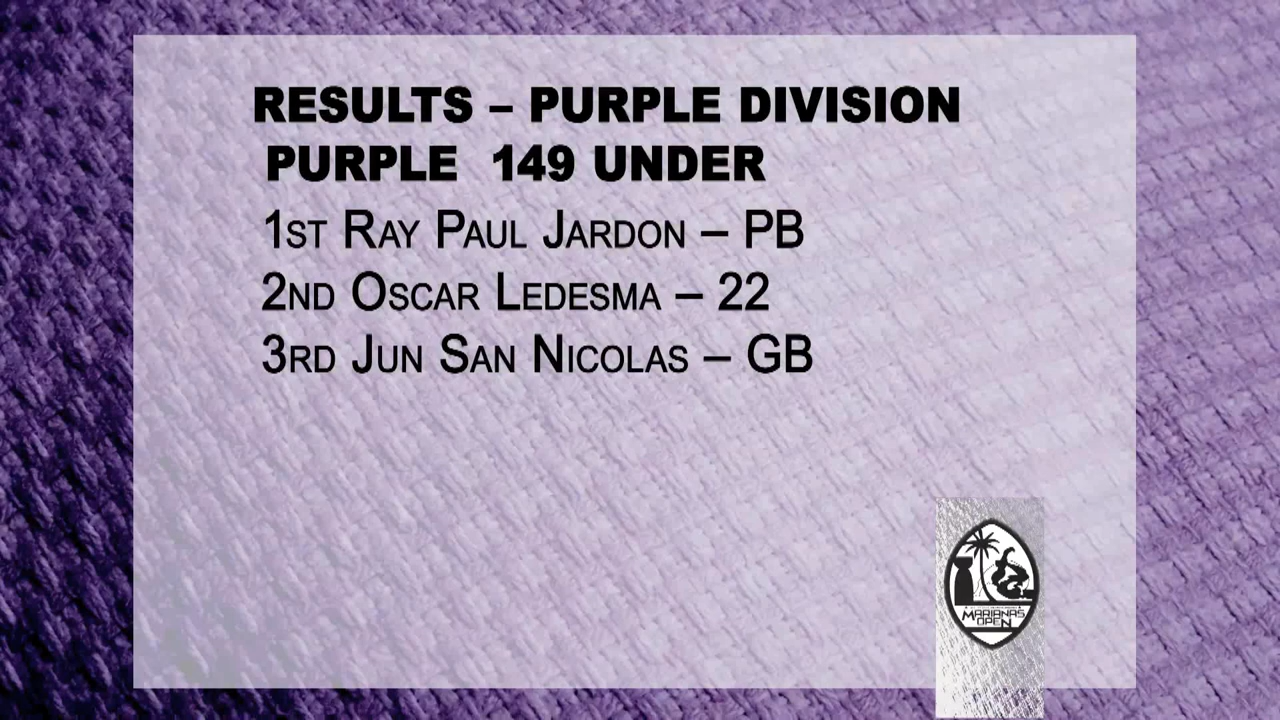 RESULTS – PURPLE DIVISION
PURPLE 149 UNDER
1ST RAY PAUL JARDON – PB
2ND OSCAR LEDESMA – 22
3RD JUN SAN NICOLAS – GB
MARIANAS
OPEN